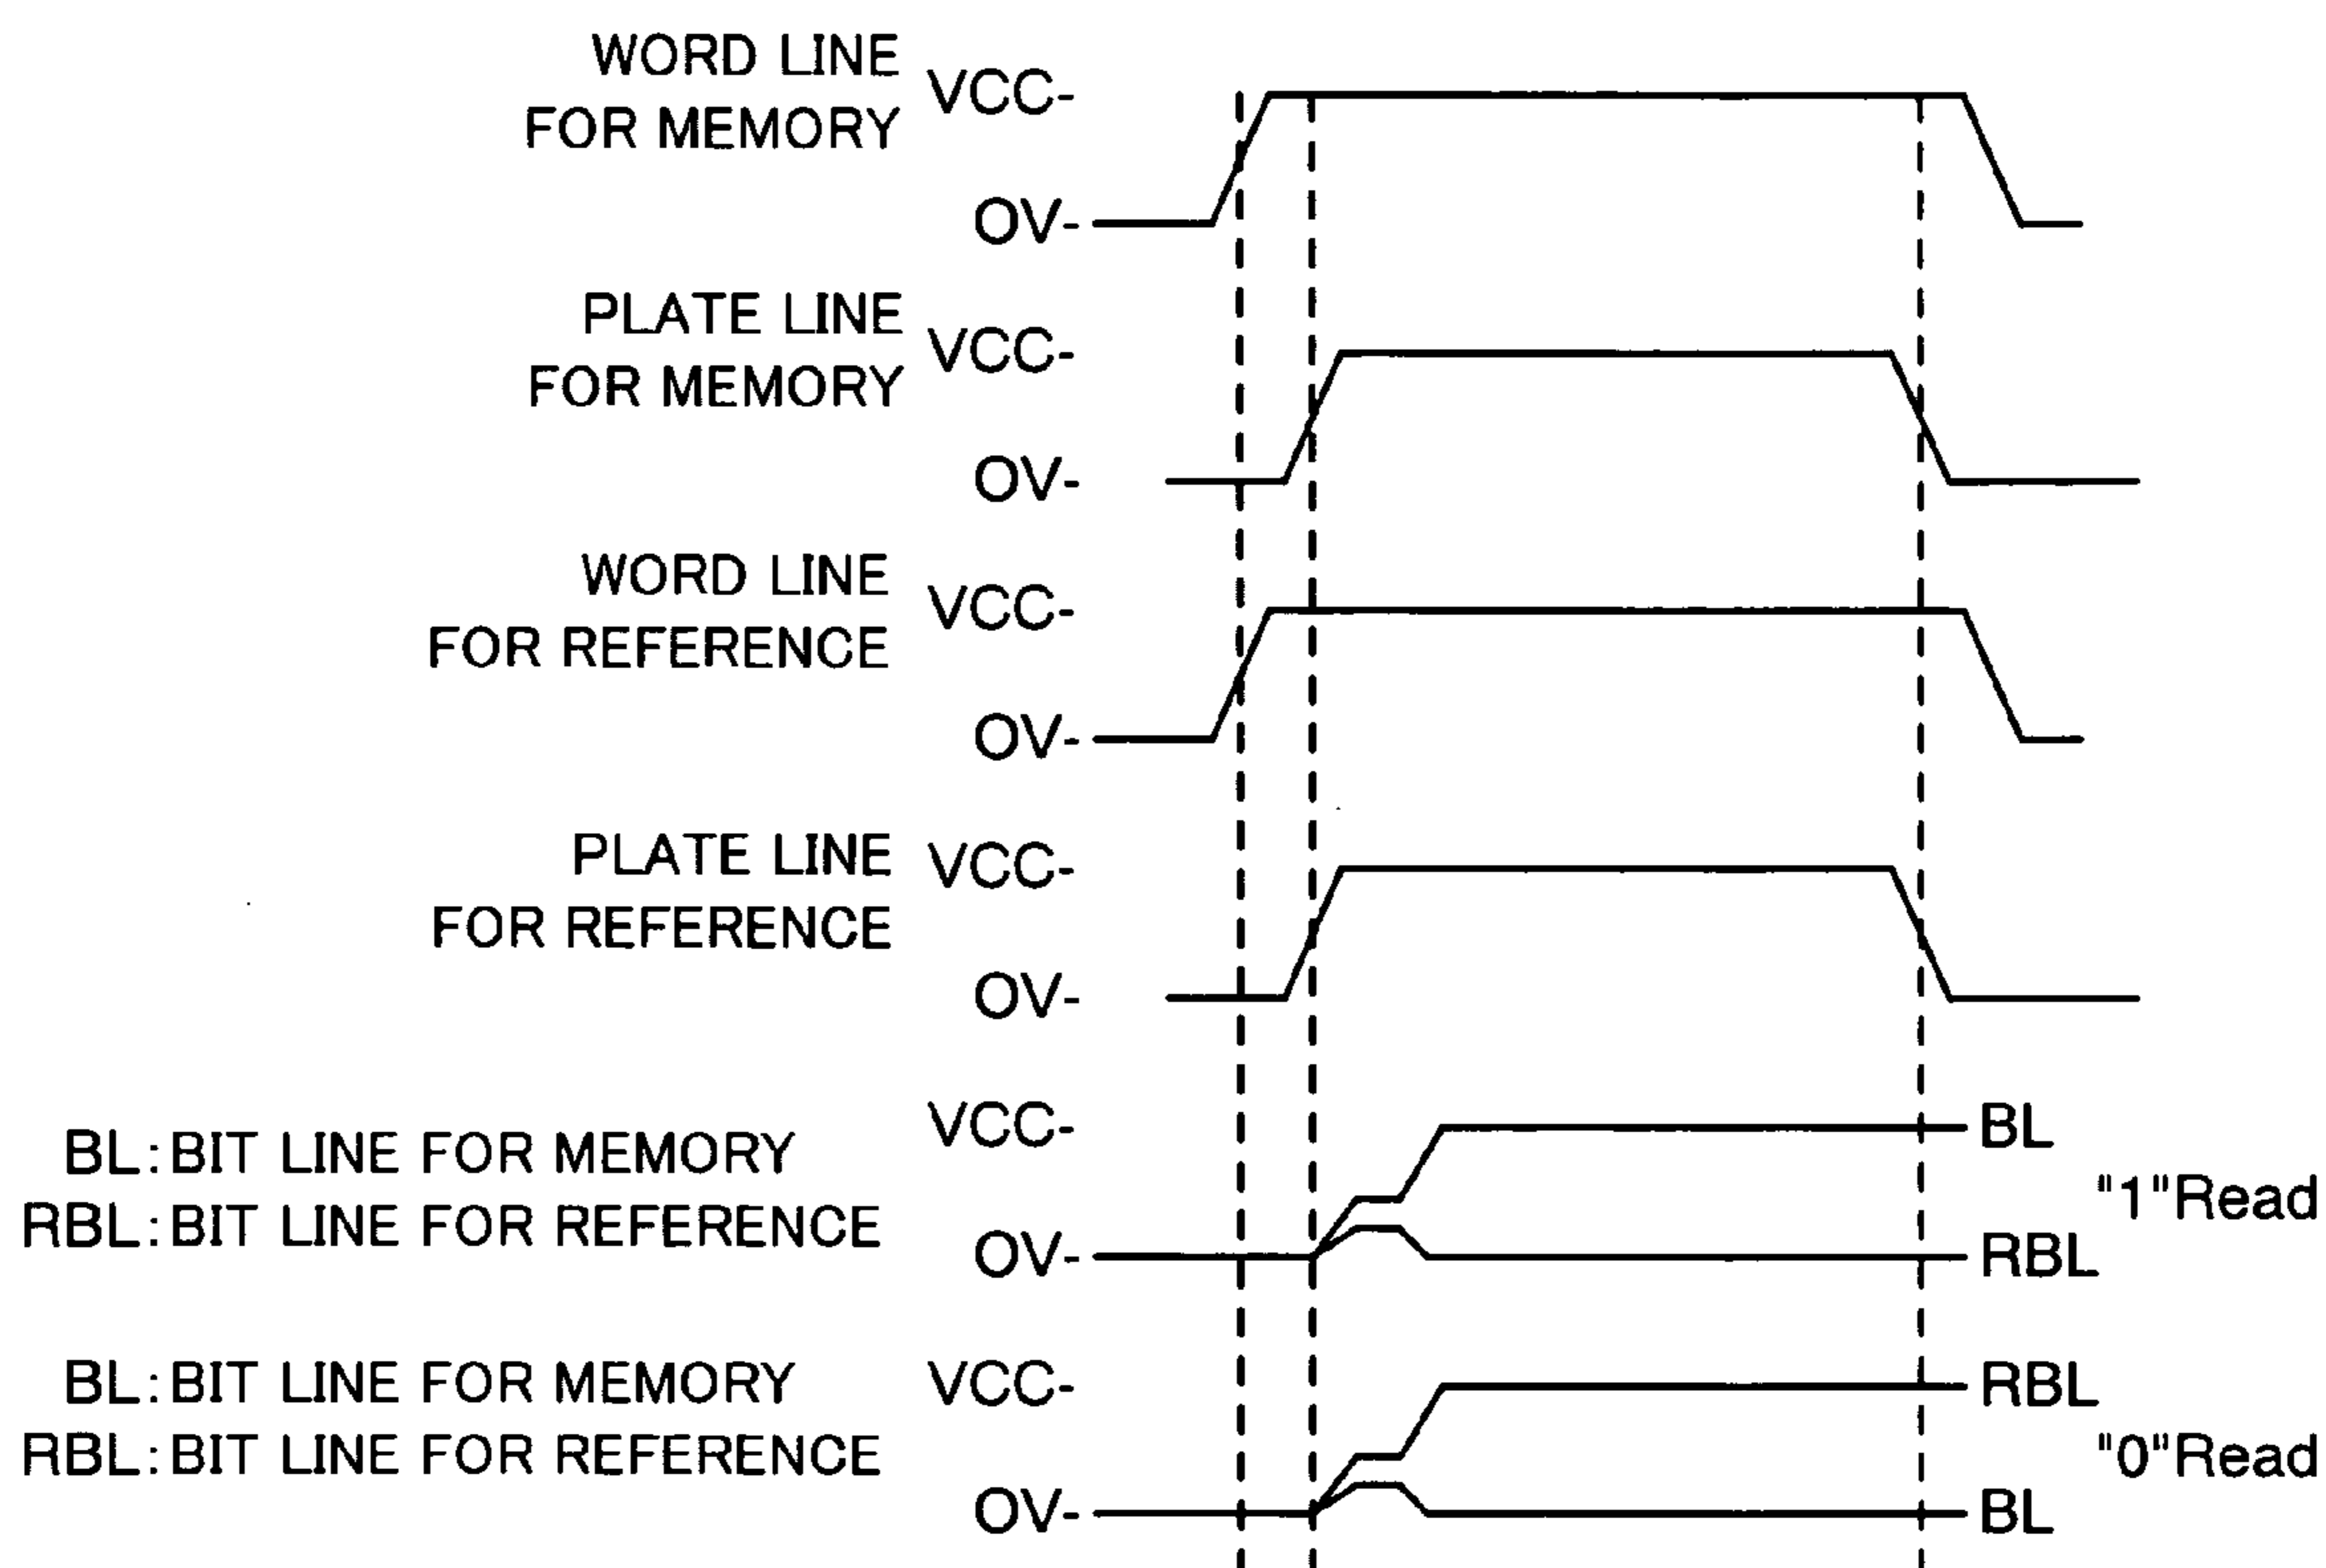 WORD LINE
FOR MEMORY
VCC-
OV-
PLATE LINE
FOR MEMORY
VCC-
OV-
WORD LINE
FOR REFERENCE
VCC-
OV-
PLATE LINE
FOR REFERENCE
VCC-
OV-
BL:BIT LINE FOR MEMORY
RBL:BIT LINE FOR REFERENCE
VCC-
OV-
BL
"1"Read
RBL
BL:BIT LINE FOR MEMORY
RBL:BIT LINE FOR REFERENCE
VCC-
OV-
RBL
"0"Read
BL